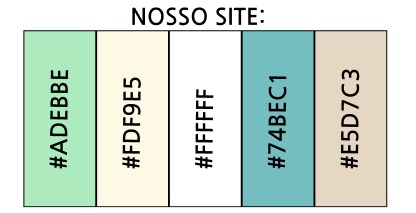 NOSSO SITE:
#ADEBBE
#FDF9E5
#FFFFFF
#74BEC1
#E5D7C3